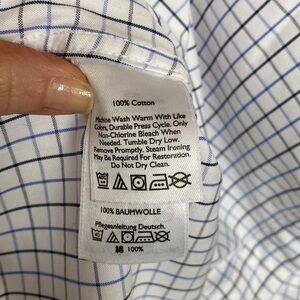 100% Cotton
Machine Wash Warm With Like
Colors, Durable Press Cycle. Only
Non-Chlorine Bleach When
Needed. Tumble Dry Low.
Remove Promptly. Steam Ironing
May Be Required For Restoration.
Do Not Dry Clean.
100% BAUMWOLLE
Pflegeanleitung Deutsch.
100%